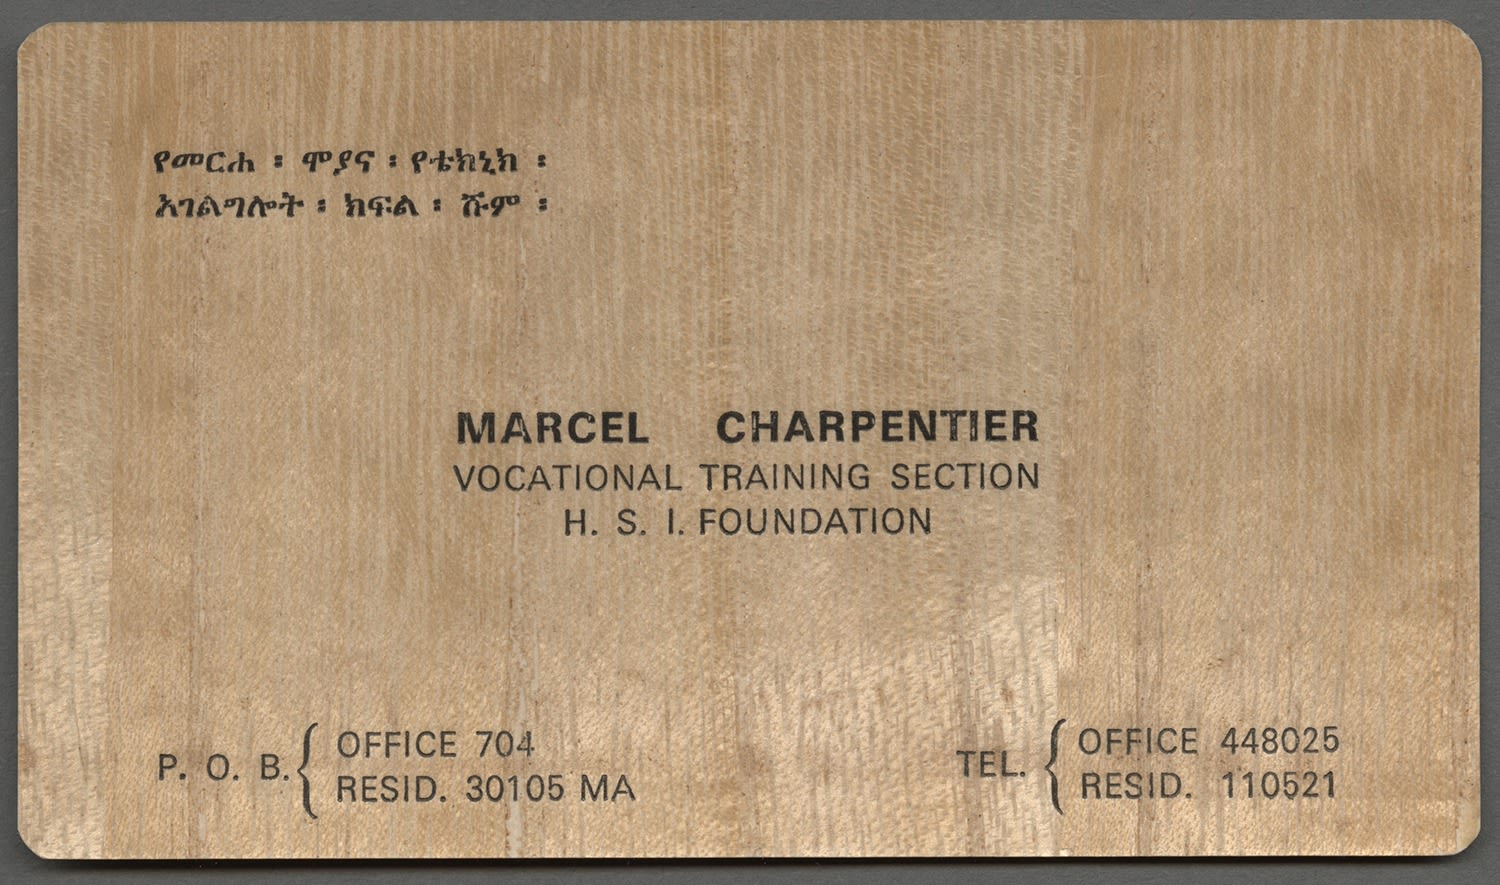 የመርሐ ፡ ሞያና ፡ የቴክኒክ ፡
አገልግሎት ፡ ክፍል ፡ ሹም ፡
MARCEL CHARPENTIER
VOCATIONAL TRAINING SECTION
H. S. I. FOUNDATION
P. O. B. { OFFICE 704
RESID. 30105 MA
TEL. { OFFICE 448025
RESID. 110521